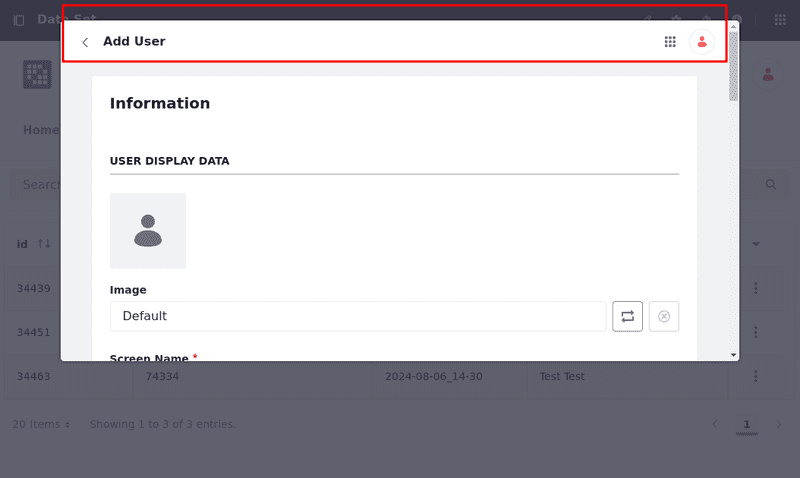 Data Set
Add User
Information
Home
USER DISPLAY DATA
Search
id
Image
34439
Default
34451
Screen Name *
34463 74334 2024-08-06_14-30 Test Test
20 Items Showing 1 to 3 of 3 entries. 1